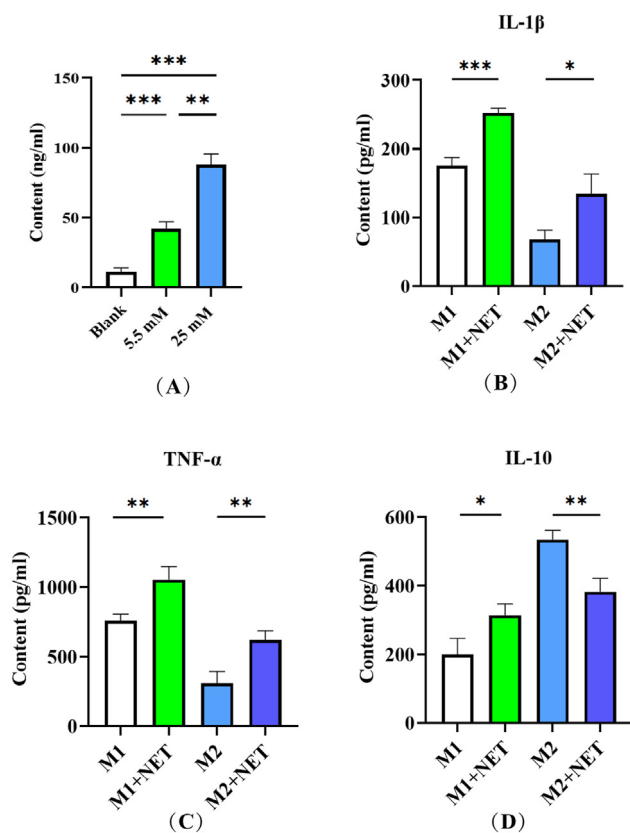 IL-1β
***
***
**
Content (ng/ml)
150
100
50
0
Blank
5.5 mM
25 mM
(A)
***
*
Content (pg/ml)
300
200
100
0
M1
M1+NET
M2
M2+NET
(B)
TNF-α
**
**
Content (pg/ml)
1500
1000
500
0
M1
M1+NET
M2
M2+NET
(C)
IL-10
*
**
Content (pg/ml)
600
400
200
0
M1
M1+NET
M2
M2+NET
(D)